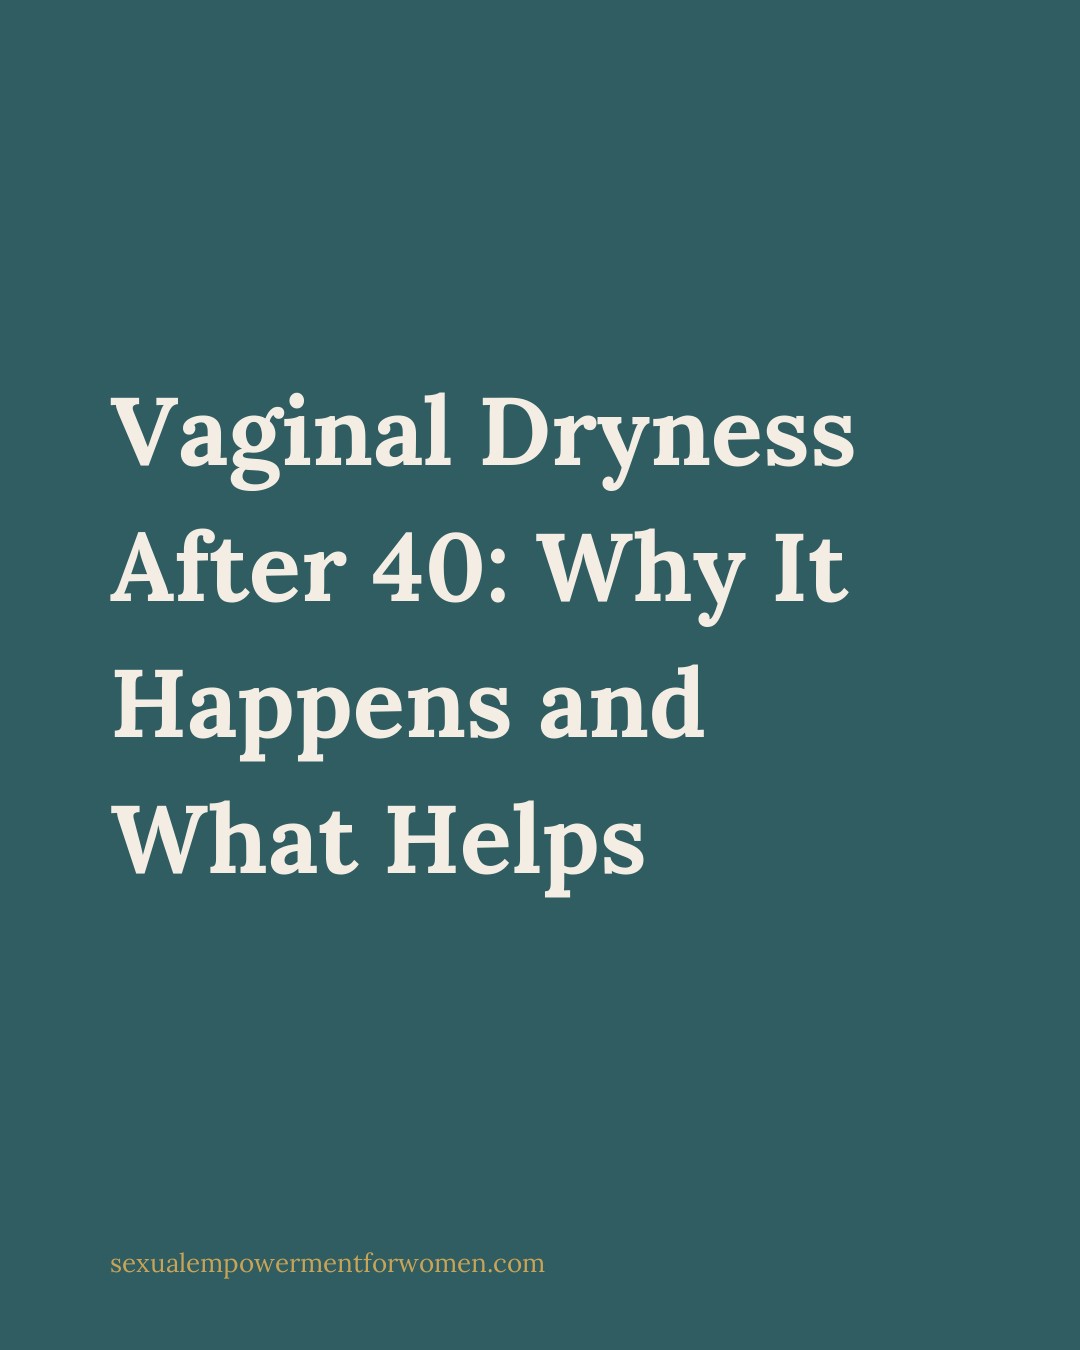 Vaginal Dryness
After 40: Why It
Happens and
What Helps
sexualempowermentforwomen.com